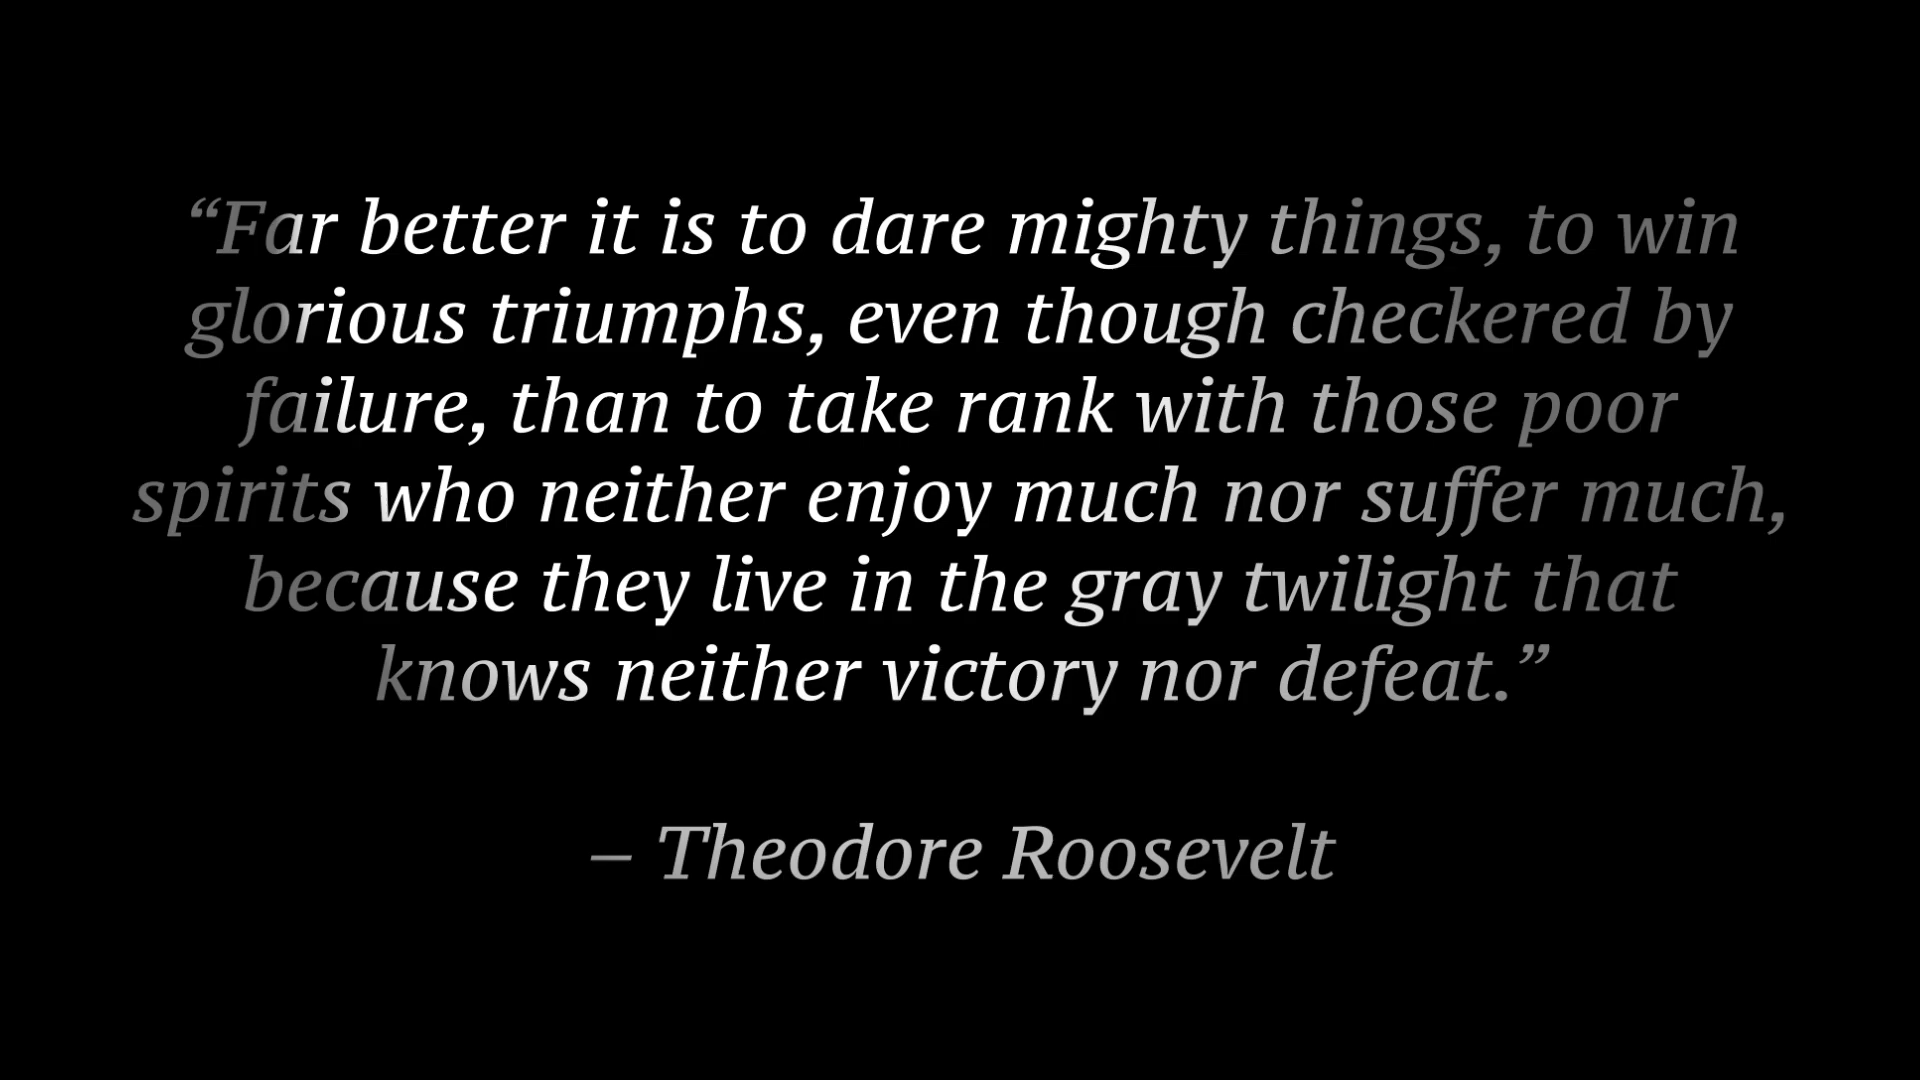 “Far better it is to dare mighty things, to win
glorious triumphs, even though checkered by
failure, than to take rank with those poor
spirits who neither enjoy much nor suffer much,
because they live in the gray twilight that
knows neither victory nor defeat.”
– Theodore Roosevelt